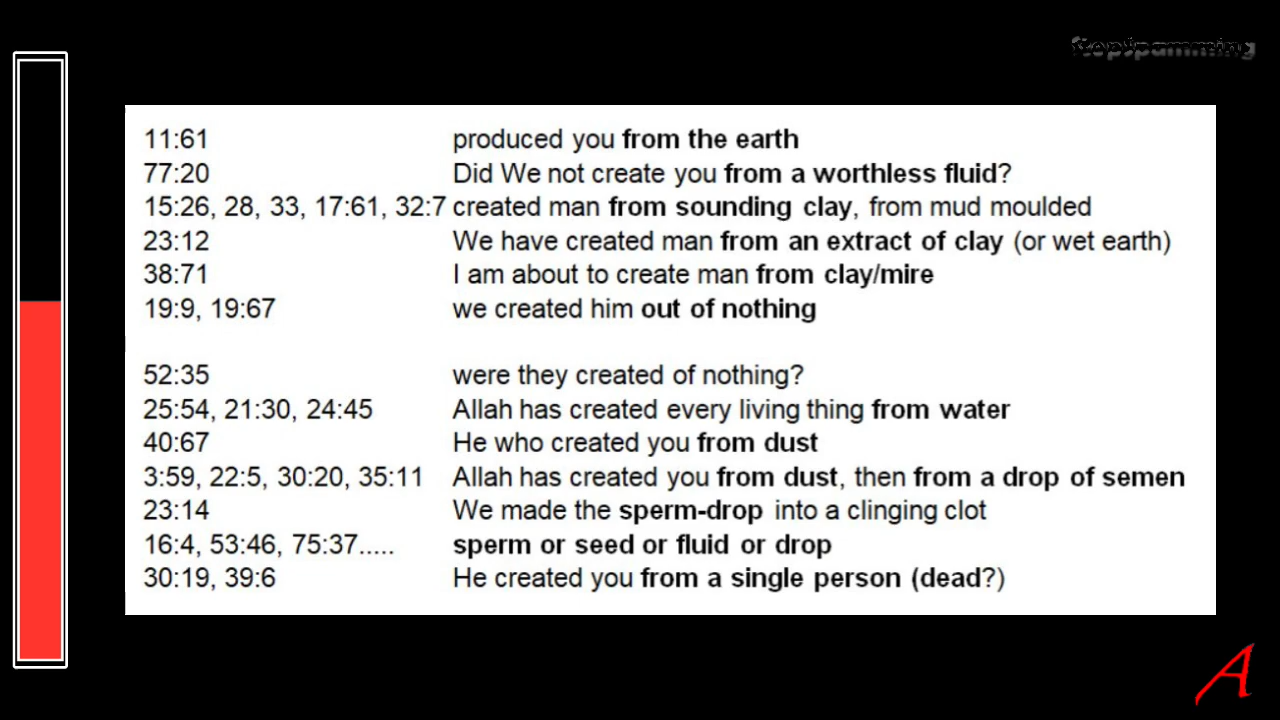 StopSpamming
11:61 produced you from the earth
77:20 Did We not create you from a worthless fluid?
15:26, 28, 33, 17:61, 32:7 created man from sounding clay, from mud moulded
23:12 We have created man from an extract of clay (or wet earth)
38:71 I am about to create man from clay/mire
19:9, 19:67 we created him out of nothing
52:35 were they created of nothing?
25:54, 21:30, 24:45 Allah has created every living thing from water
40:67 He who created you from dust
3:59, 22:5, 30:20, 35:11 Allah has created you from dust, then from a drop of semen
23:14 We made the sperm-drop into a clinging clot
16:4, 53:46, 75:37..... sperm or seed or fluid or drop
30:19, 39:6 He created you from a single person (dead?)
A